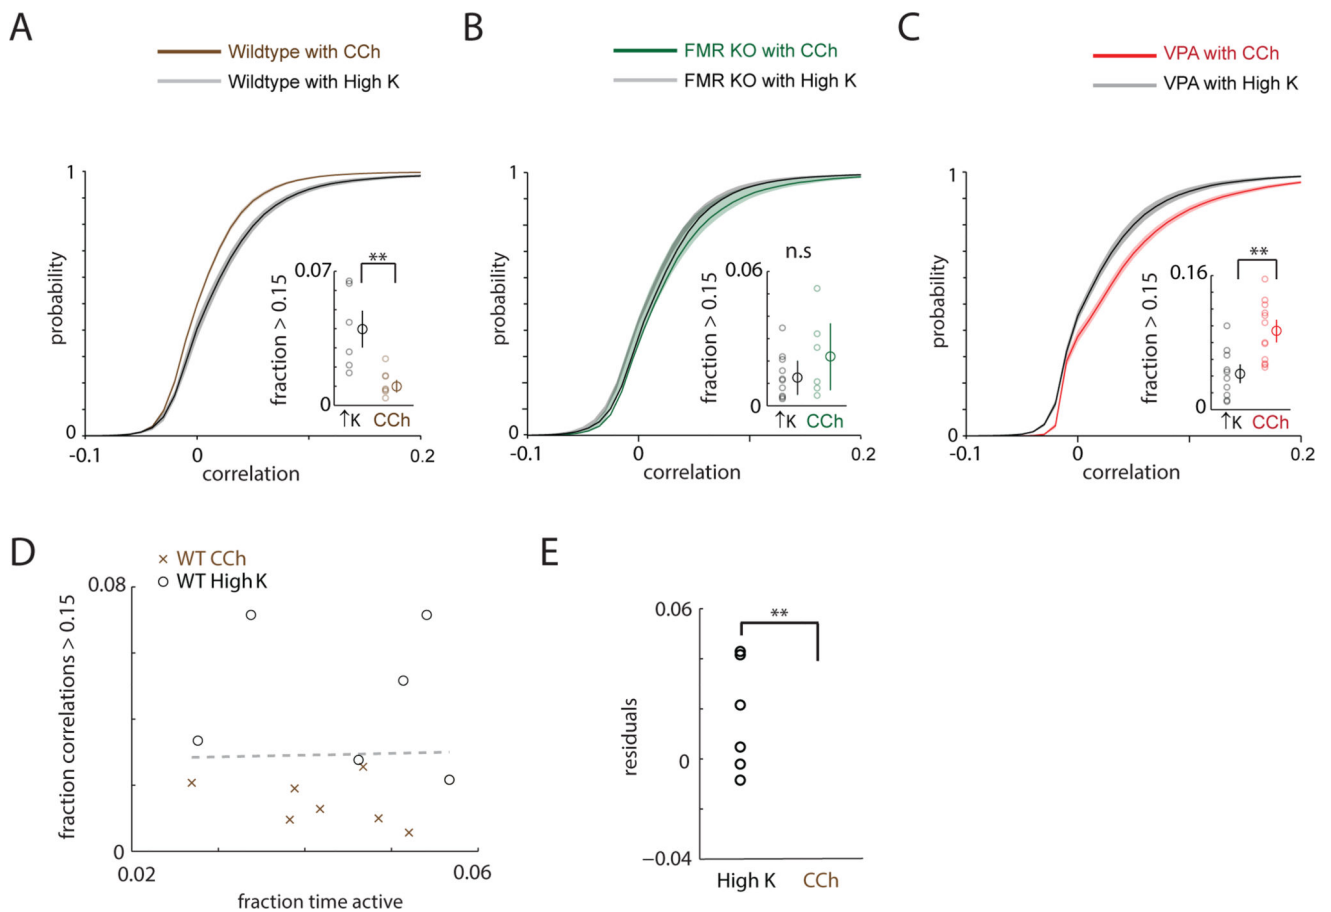 A
Wildtype with CCh
Wildtype with High K
1
probability
0
-0.1
0
0.2
correlation
0.07
fraction > 0.15
0
**
↑K
CCh
B
FMR KO with CCh
FMR KO with High K
1
probability
0
-0.1
0
0.2
correlation
n.s
0.06
fraction > 0.15
0
↑K
CCh
C
VPA with CCh
VPA with High K
1
probability
0
-0.1
0
0.2
correlation
0.16
fraction > 0.15
0
**
↑K
CCh
D
WT CCh
WT High K
0.08
fraction correlations > 0.15
0
0.02
0.06
fraction time active
E
0.06
**
residuals
0
−0.04
High K
CCh